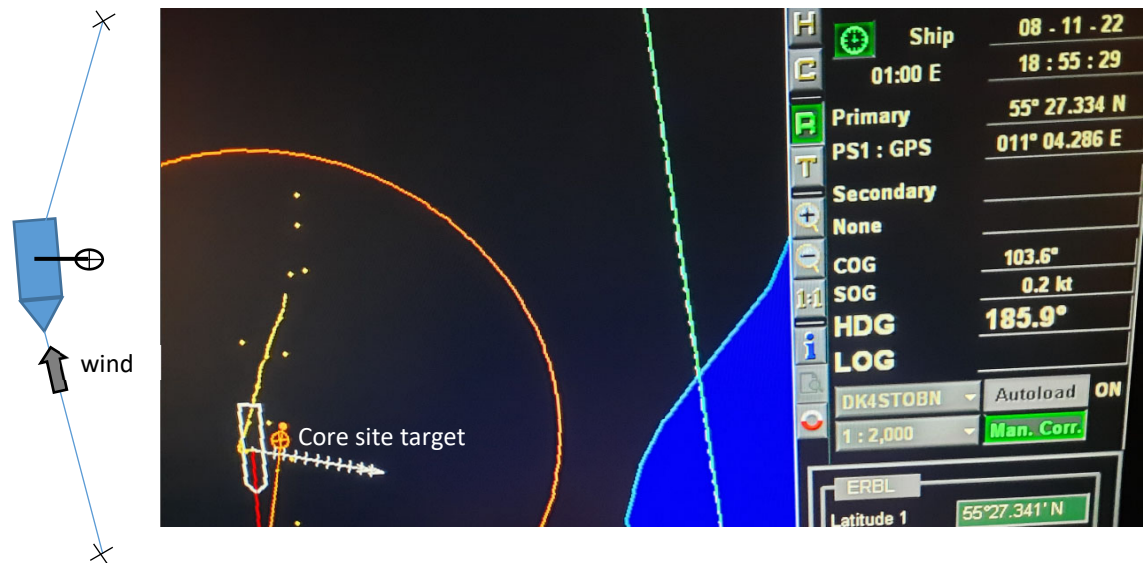 wind
Core site target
H
C
R
T
1:1
i
Ship
08 - 11 - 22
01:00 E
18 : 55 : 29
Primary
55° 27.334 N
PS1 : GPS
011° 04.286 E
Secondary
None
COG
103.6°
SOG
0.2 kt
HDG
185.9°
LOG
DK4STOBN
Autoload
ON
1 : 2,000
Man. Corr.
ERBL
Latitude 1
55°27.341' N